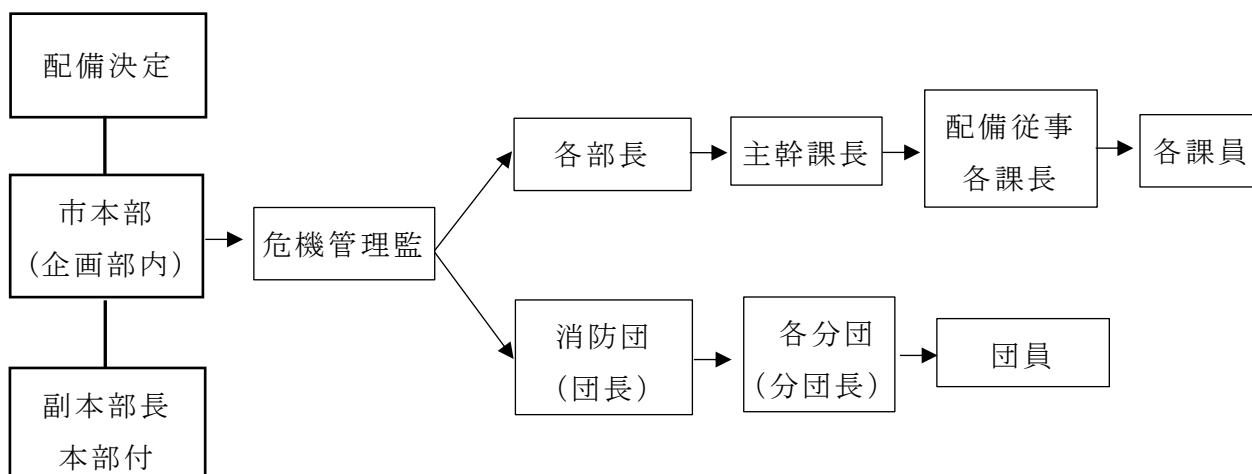 配備決定
市本部
(企画部内)
副本部長
本部付
危機管理監
各部長
主幹課長
配備従事
各課長
各課員
消防団
(団長)
各分団
(分団長)
団員